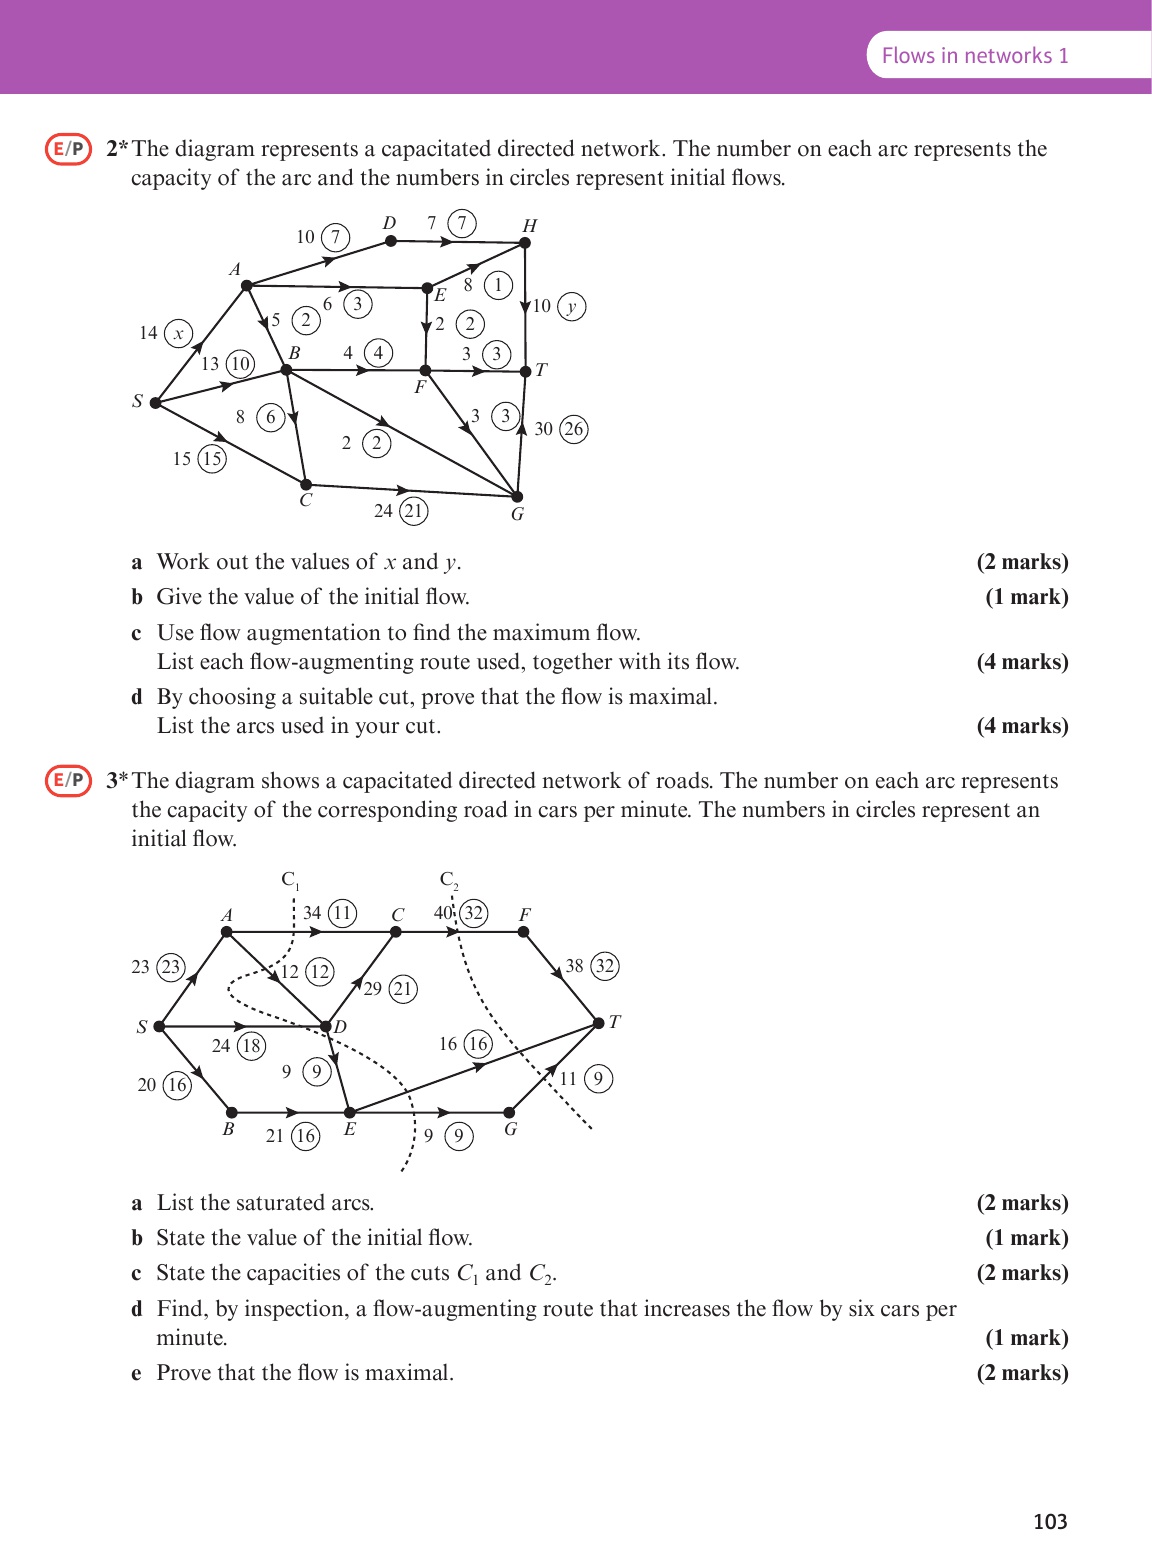 Flows in networks 1
E/P 2* The diagram represents a capacitated directed network. The number on each arc represents the
capacity of the arc and the numbers in circles represent initial flows.
D 7 7 H
10 7
A
E 8 1
6 3
5 2
10 y
2 2
14 x
B 4 4 3 3 T
13 10
F
S
8 6
3 3
30 26
2 2
15 15
C
24 21 G
a Work out the values of x and y. (2 marks)
b Give the value of the initial flow. (1 mark)
c Use flow augmentation to find the maximum flow.
List each flow-augmenting route used, together with its flow. (4 marks)
d By choosing a suitable cut, prove that the flow is maximal.
List the arcs used in your cut. (4 marks)
E/P 3* The diagram shows a capacitated directed network of roads. The number on each arc represents
the capacity of the corresponding road in cars per minute. The numbers in circles represent an
initial flow.
C1 C2
A 34 11 C 40 32 F
23 23 12 12 38 32
29 21
S D T
24 18 16 16
9 9
20 16 11 9
B 21 16 E 9 9 G
a List the saturated arcs. (2 marks)
b State the value of the initial flow. (1 mark)
c State the capacities of the cuts C1 and C2. (2 marks)
d Find, by inspection, a flow-augmenting route that increases the flow by six cars per
minute. (1 mark)
e Prove that the flow is maximal. (2 marks)
103